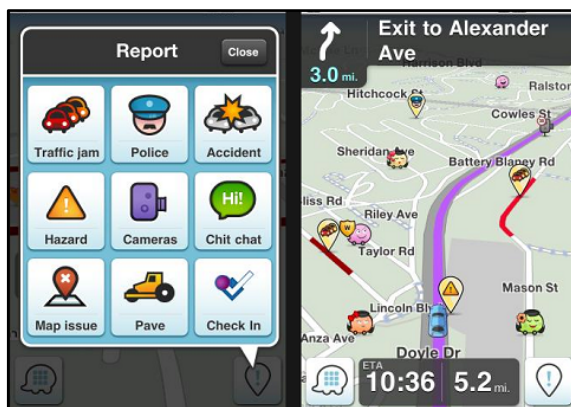 Report
Close
Traffic jam
Police
Accident
Hazard
Hi!
Cameras
Chit chat
Map issue
Pave
Check In
Exit to Alexander
Ave
3.0 mi.
Harrison Blvd
Hitchcock St
Ralston
Cowles St
Sheridan Ave
Battery Blaney Rd
Bliss Rd
Riley Ave
W
Taylor Rd
Mason St
Lincoln Blv
Anza Ave
Doyle Dr
ETA
10:36 5.2 mi.